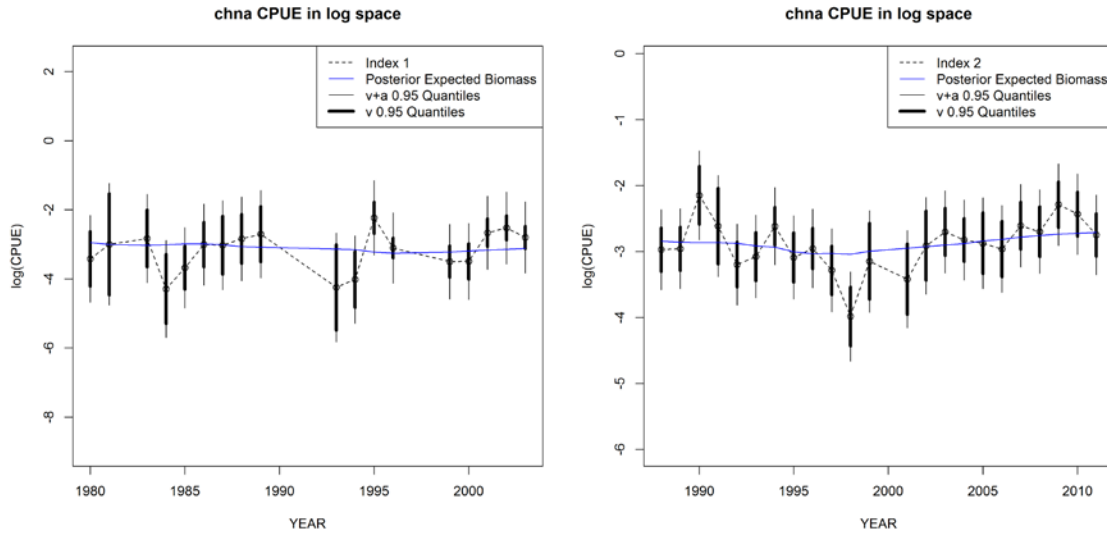 chna CPUE in log space
Index 1
Posterior Expected Biomass
v+a 0.95 Quantiles
v 0.95 Quantiles
log(CPUE)
2
0
-2
-4
-6
-8
1980 1985 1990 1995 2000
YEAR
chna CPUE in log space
Index 2
Posterior Expected Biomass
v+a 0.95 Quantiles
v 0.95 Quantiles
log(CPUE)
0
-1
-2
-3
-4
-5
-6
1990 1995 2000 2005 2010
YEAR